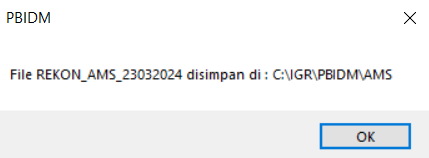 PBIDM
File REKON_AMS_23032024 disimpan di : C:\IGR\PBIDM\AMS
OK